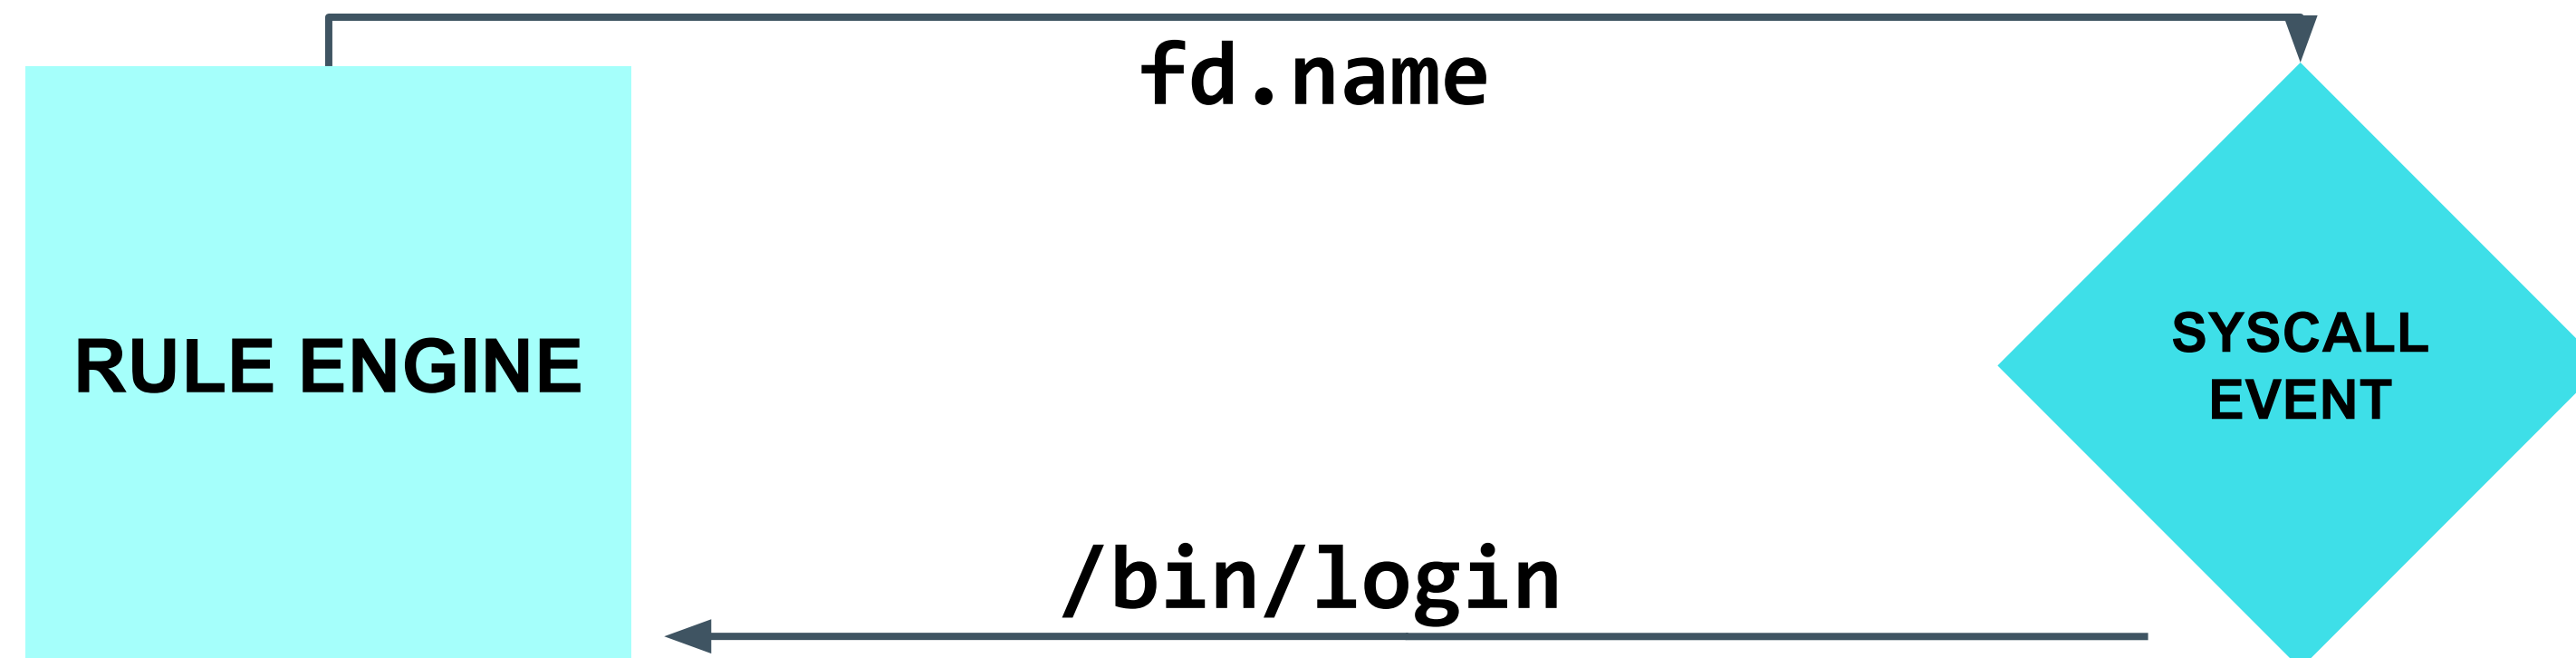 fd.name
RULE ENGINE
SYSCALL
EVENT
/bin/login